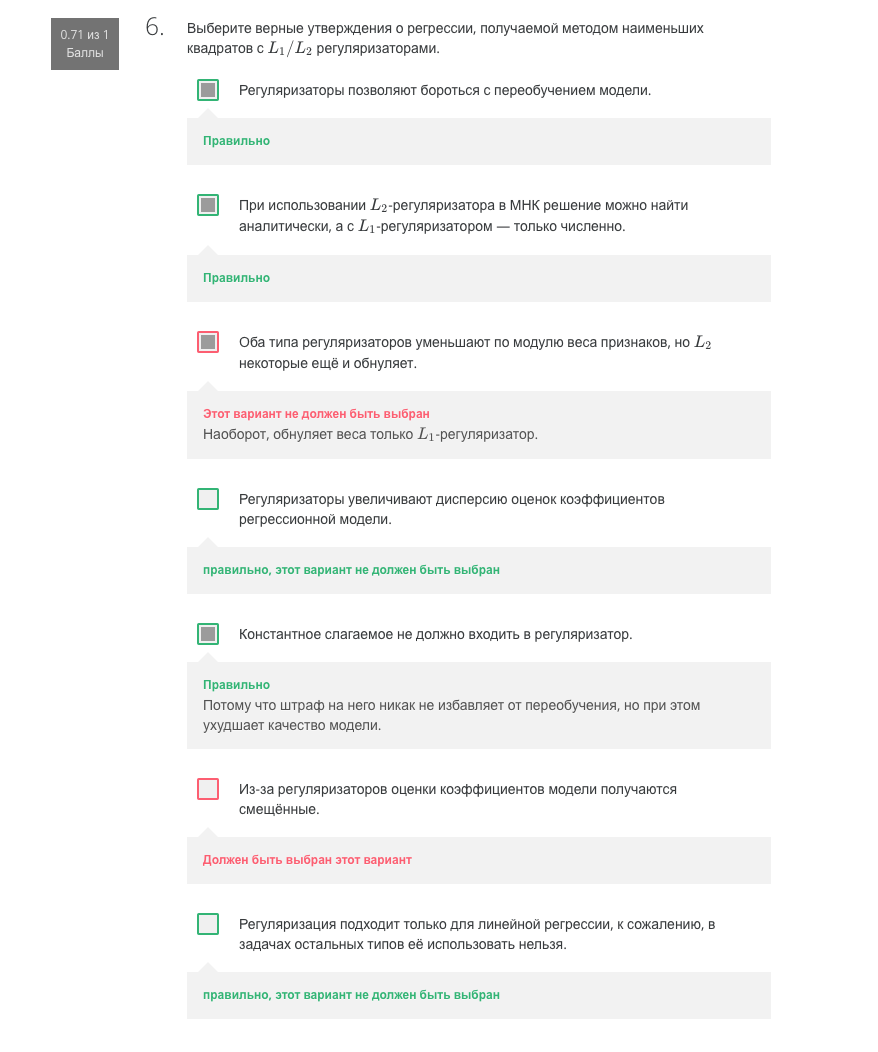 0.71 из 1
Баллы
6.
Выберите верные утверждения о регрессии, получаемой методом наименьших
квадратов с L₁/L₂ регуляризаторами.
Регуляризаторы позволяют бороться с переобучением модели.
Правильно
При использовании L₂-регуляризатора в МНК решение можно найти
аналитически, а с L₁-регуляризатором — только численно.
Правильно
Оба типа регуляризаторов уменьшают по модулю веса признаков, но L₂
некоторые ещё и обнуляет.
Этот вариант не должен быть выбран
Наоборот, обнуляет веса только L₁-регуляризатор.
Регуляризаторы увеличивают дисперсию оценок коэффициентов
регрессионной модели.
правильно, этот вариант не должен быть выбран
Константное слагаемое не должно входить в регуляризатор.
Правильно
Потому что штраф на него никак не избавляет от переобучения, но при этом
ухудшает качество модели.
Из-за регуляризаторов оценки коэффициентов модели получаются
смещённые.
Должен быть выбран этот вариант
Регуляризация подходит только для линейной регрессии, к сожалению, в
задачах остальных типов её использовать нельзя.
правильно, этот вариант не должен быть выбран